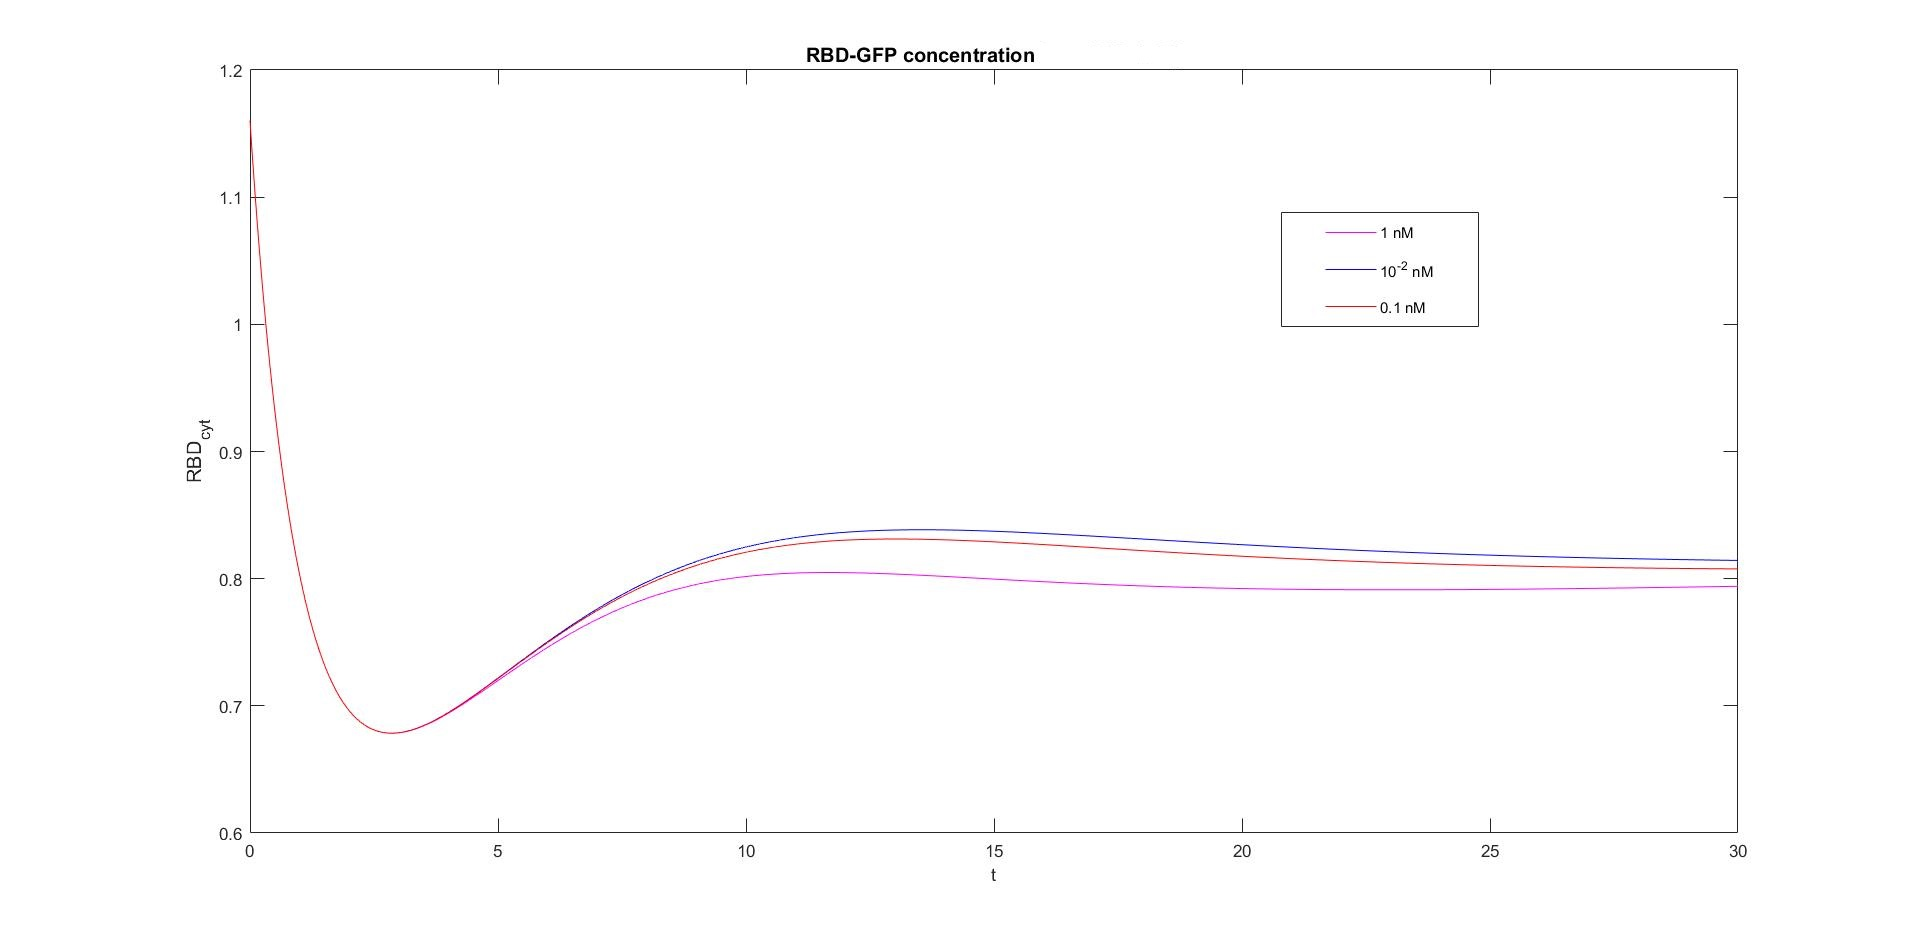 RBD-GFP concentration
1.2
1.1
1
0.9
0.8
0.7
0.6
RBD_cyt
1 nM
10^-2 nM
0.1 nM
0 5 10 15 20 25 30
t